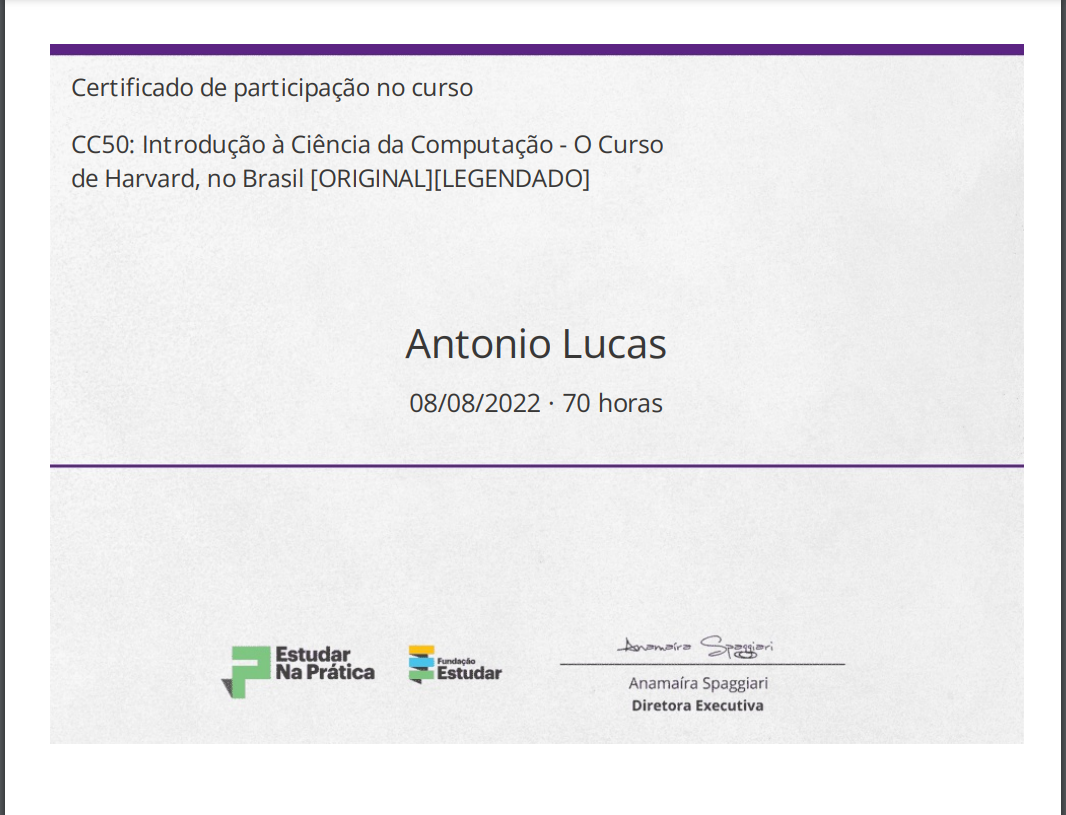 Certificado de participação no curso
CC50: Introdução à Ciência da Computação - O Curso
de Harvard, no Brasil [ORIGINAL][LEGENDADO]
Antonio Lucas
08/08/2022 · 70 horas
Estudar
Na Prática
Fundação
Estudar
Anamaíra Spaggiari
Anamaíra Spaggiari
Diretora Executiva